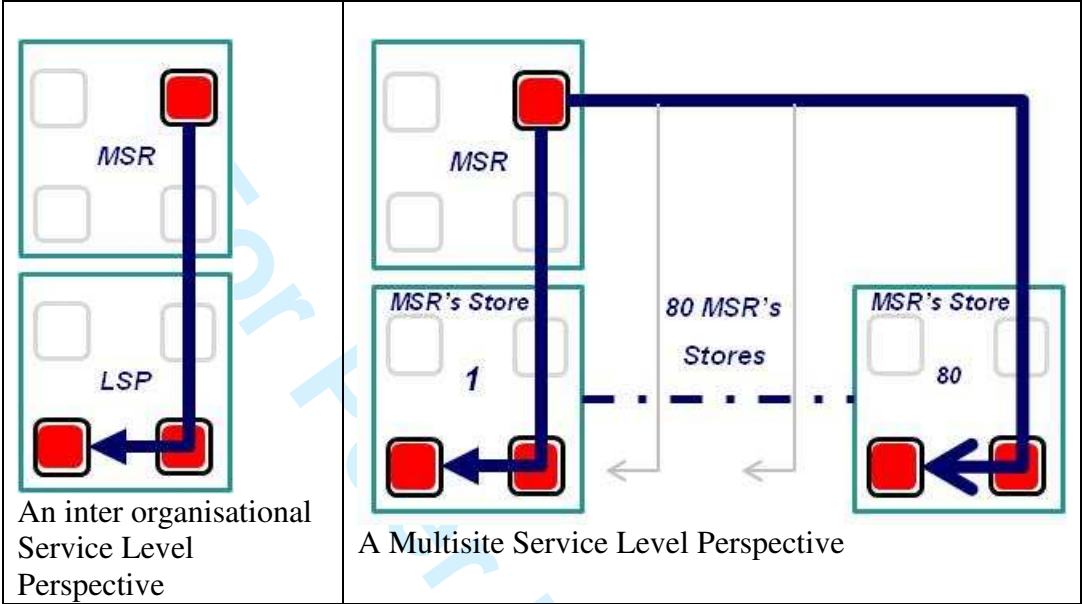 MSR
LSP
An inter organisational
Service Level
Perspective
MSR
MSR's Store
1
80 MSR's
Stores
MSR's Store
80
A Multisite Service Level Perspective